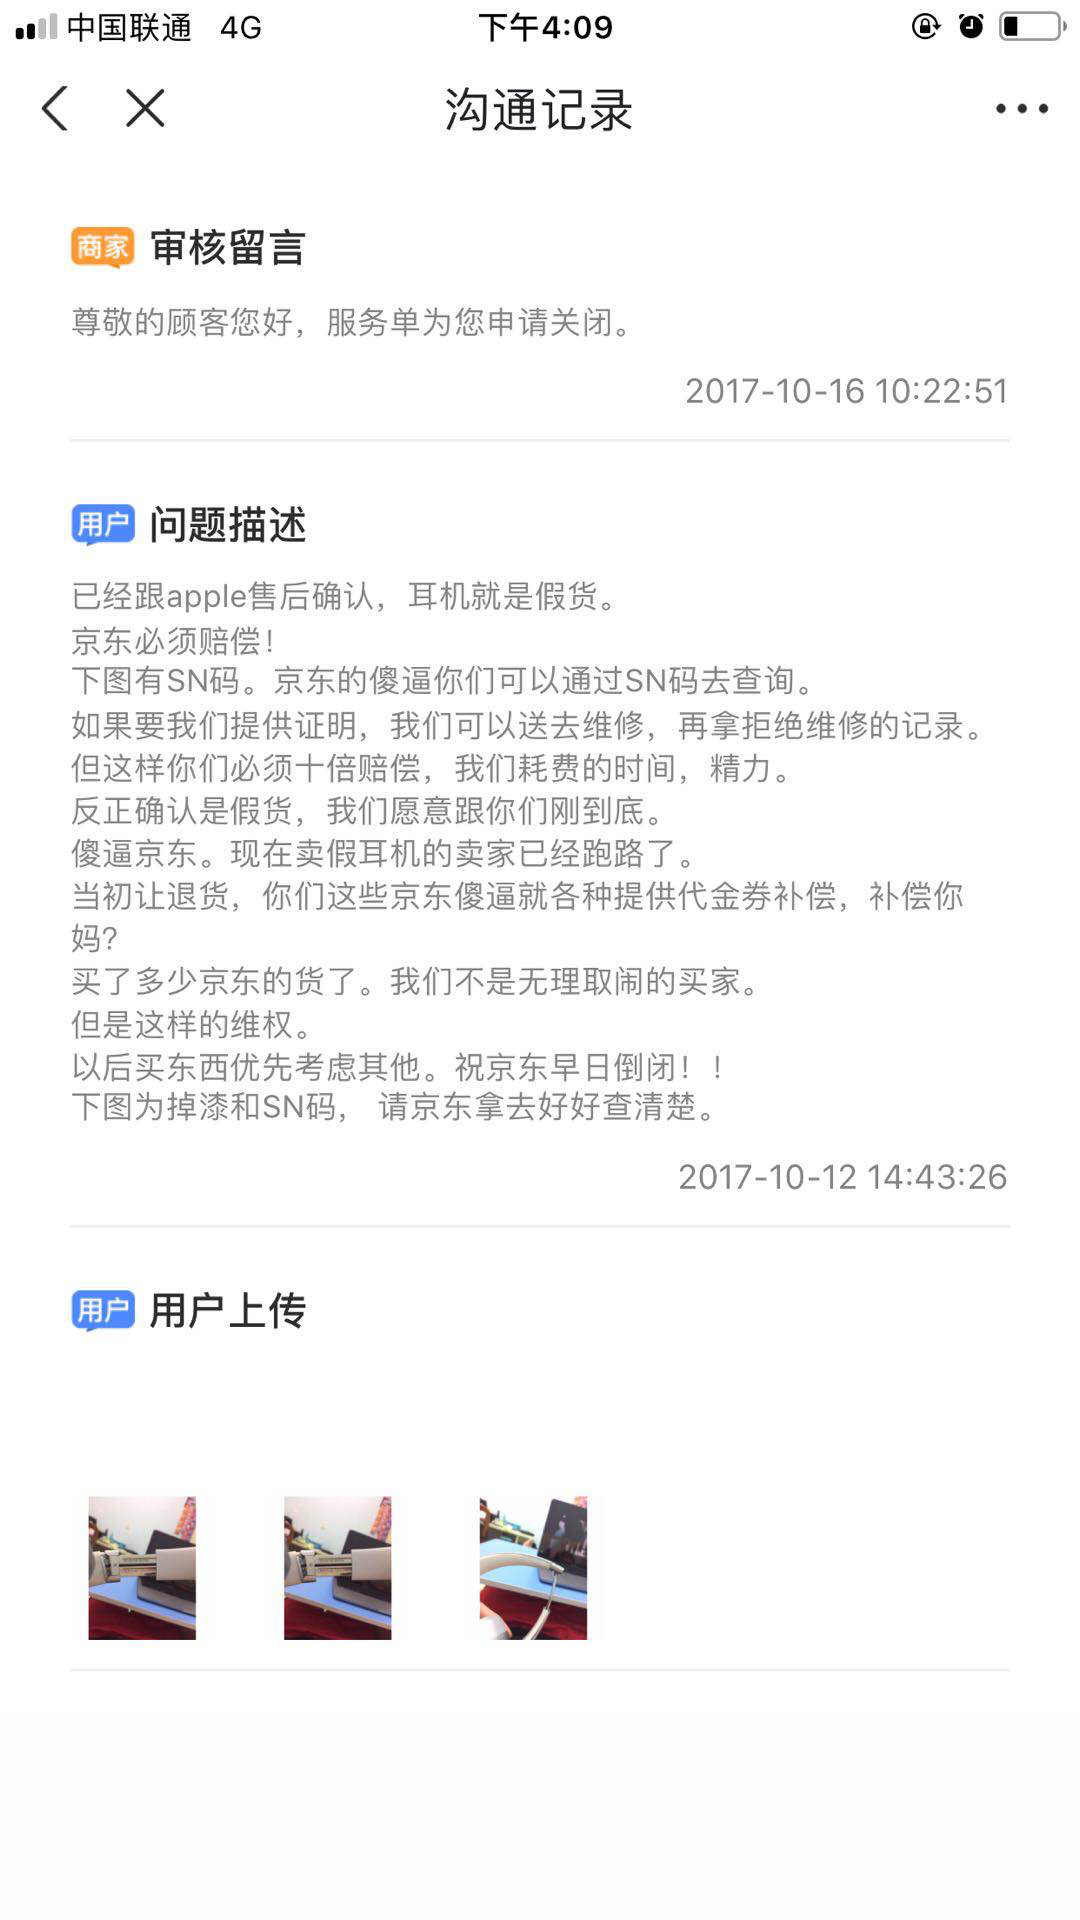 中国联通 4G 下午4:09
沟通记录
商家 审核留言
尊敬的顾客您好，服务单为您申请关闭。
2017-10-16 10:22:51
用户 问题描述
已经跟apple售后确认，耳机就是假货。
京东必须赔偿！
下图有SN码。京东的傻逼你们可以通过SN码去查询。
如果要我们提供证明，我们可以送去维修，再拿拒绝维修的记录。
但这样你们必须十倍赔偿，我们耗费的时间，精力。
反正确认是假货，我们愿意跟你们刚到底。
傻逼京东。现在卖假耳机的卖家已经跑路了。
当初让退货，你们这些京东傻逼就各种提供代金券补偿，补偿你
妈？
买了多少京东的货了。我们不是无理取闹的买家。
但是这样的维权。
以后买东西优先考虑其他。祝京东早日倒闭！！
下图为掉漆和SN码， 请京东拿去好好查清楚。
2017-10-12 14:43:26
用户 用户上传